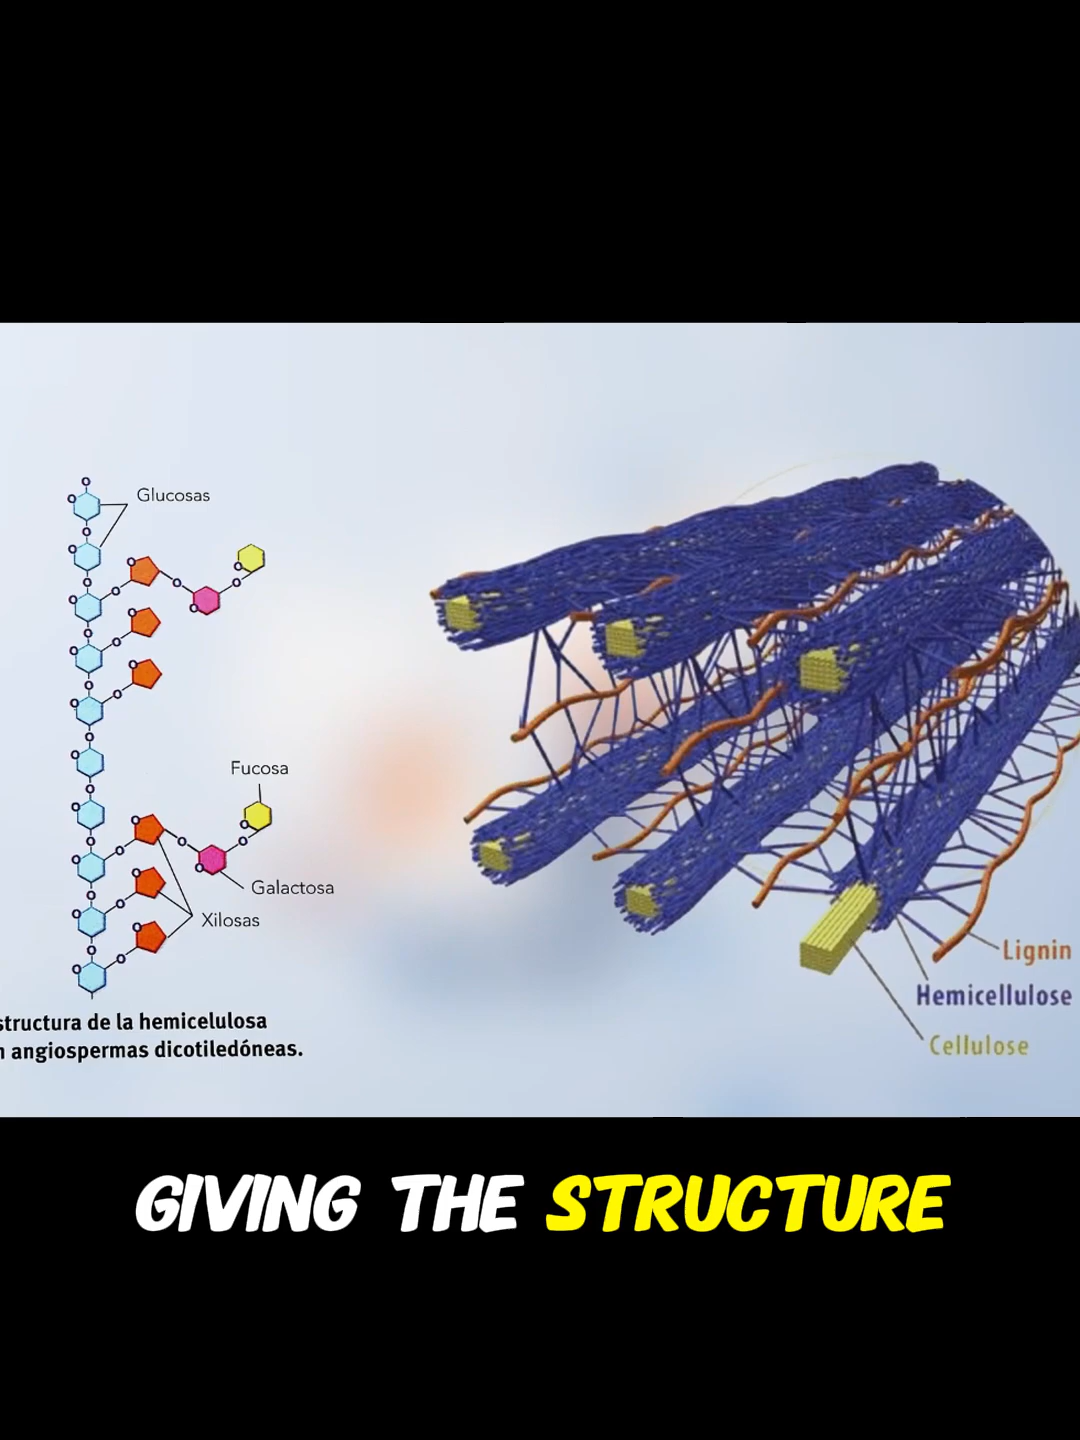 Glucosas
Fucosa
Galactosa
Xilosas
structura de la hemicelulosa
n angiospermas dicotiledóneas.
Lignin
Hemicellulose
Cellulose
GIVING THE STRUCTURE